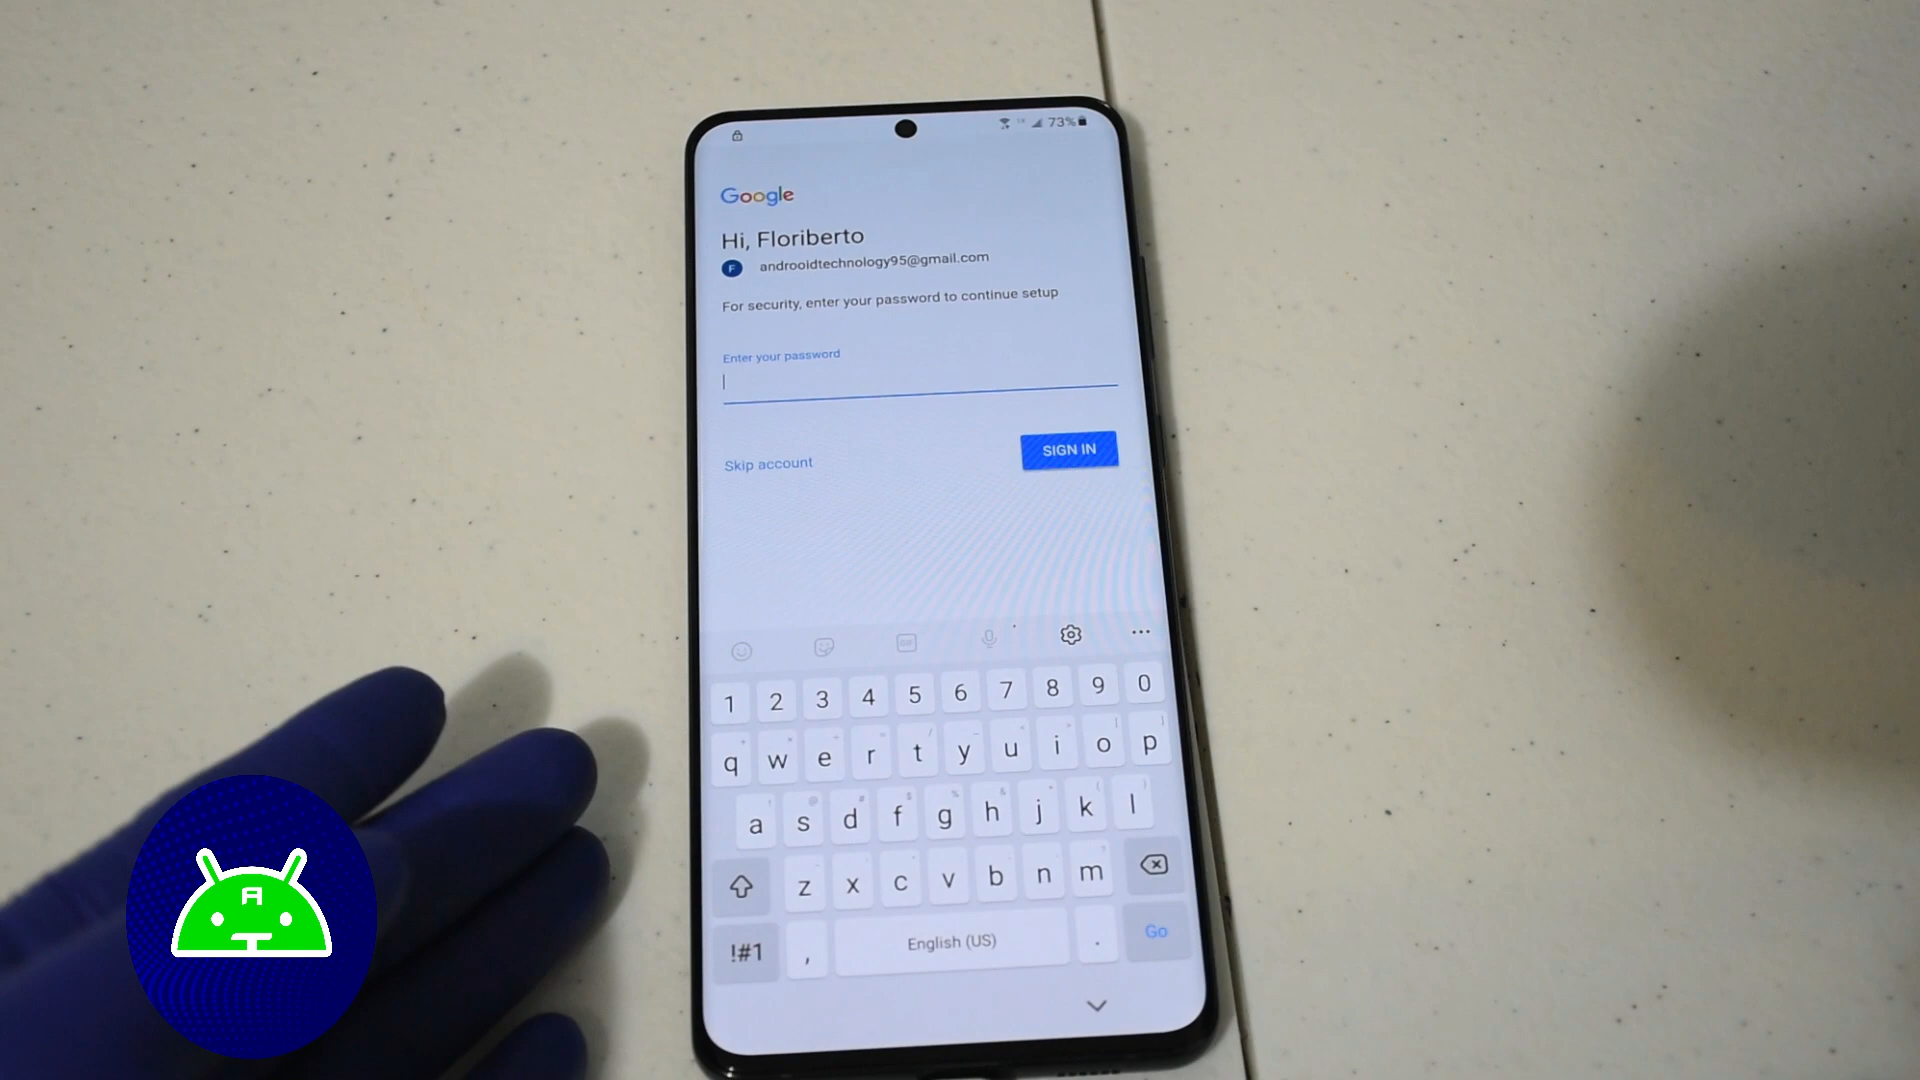 73%
Google
Hi, Floriberto
F androoidtechnology95@gmail.com
For security, enter your password to continue setup
Enter your password
Skip account
SIGN IN
GIF
1 2 3 4 5 6 7 8 9 0
q w e r t y u i o p
a s d f g h j k l
z x c v b n m
!#1 , English (US) . Go
A